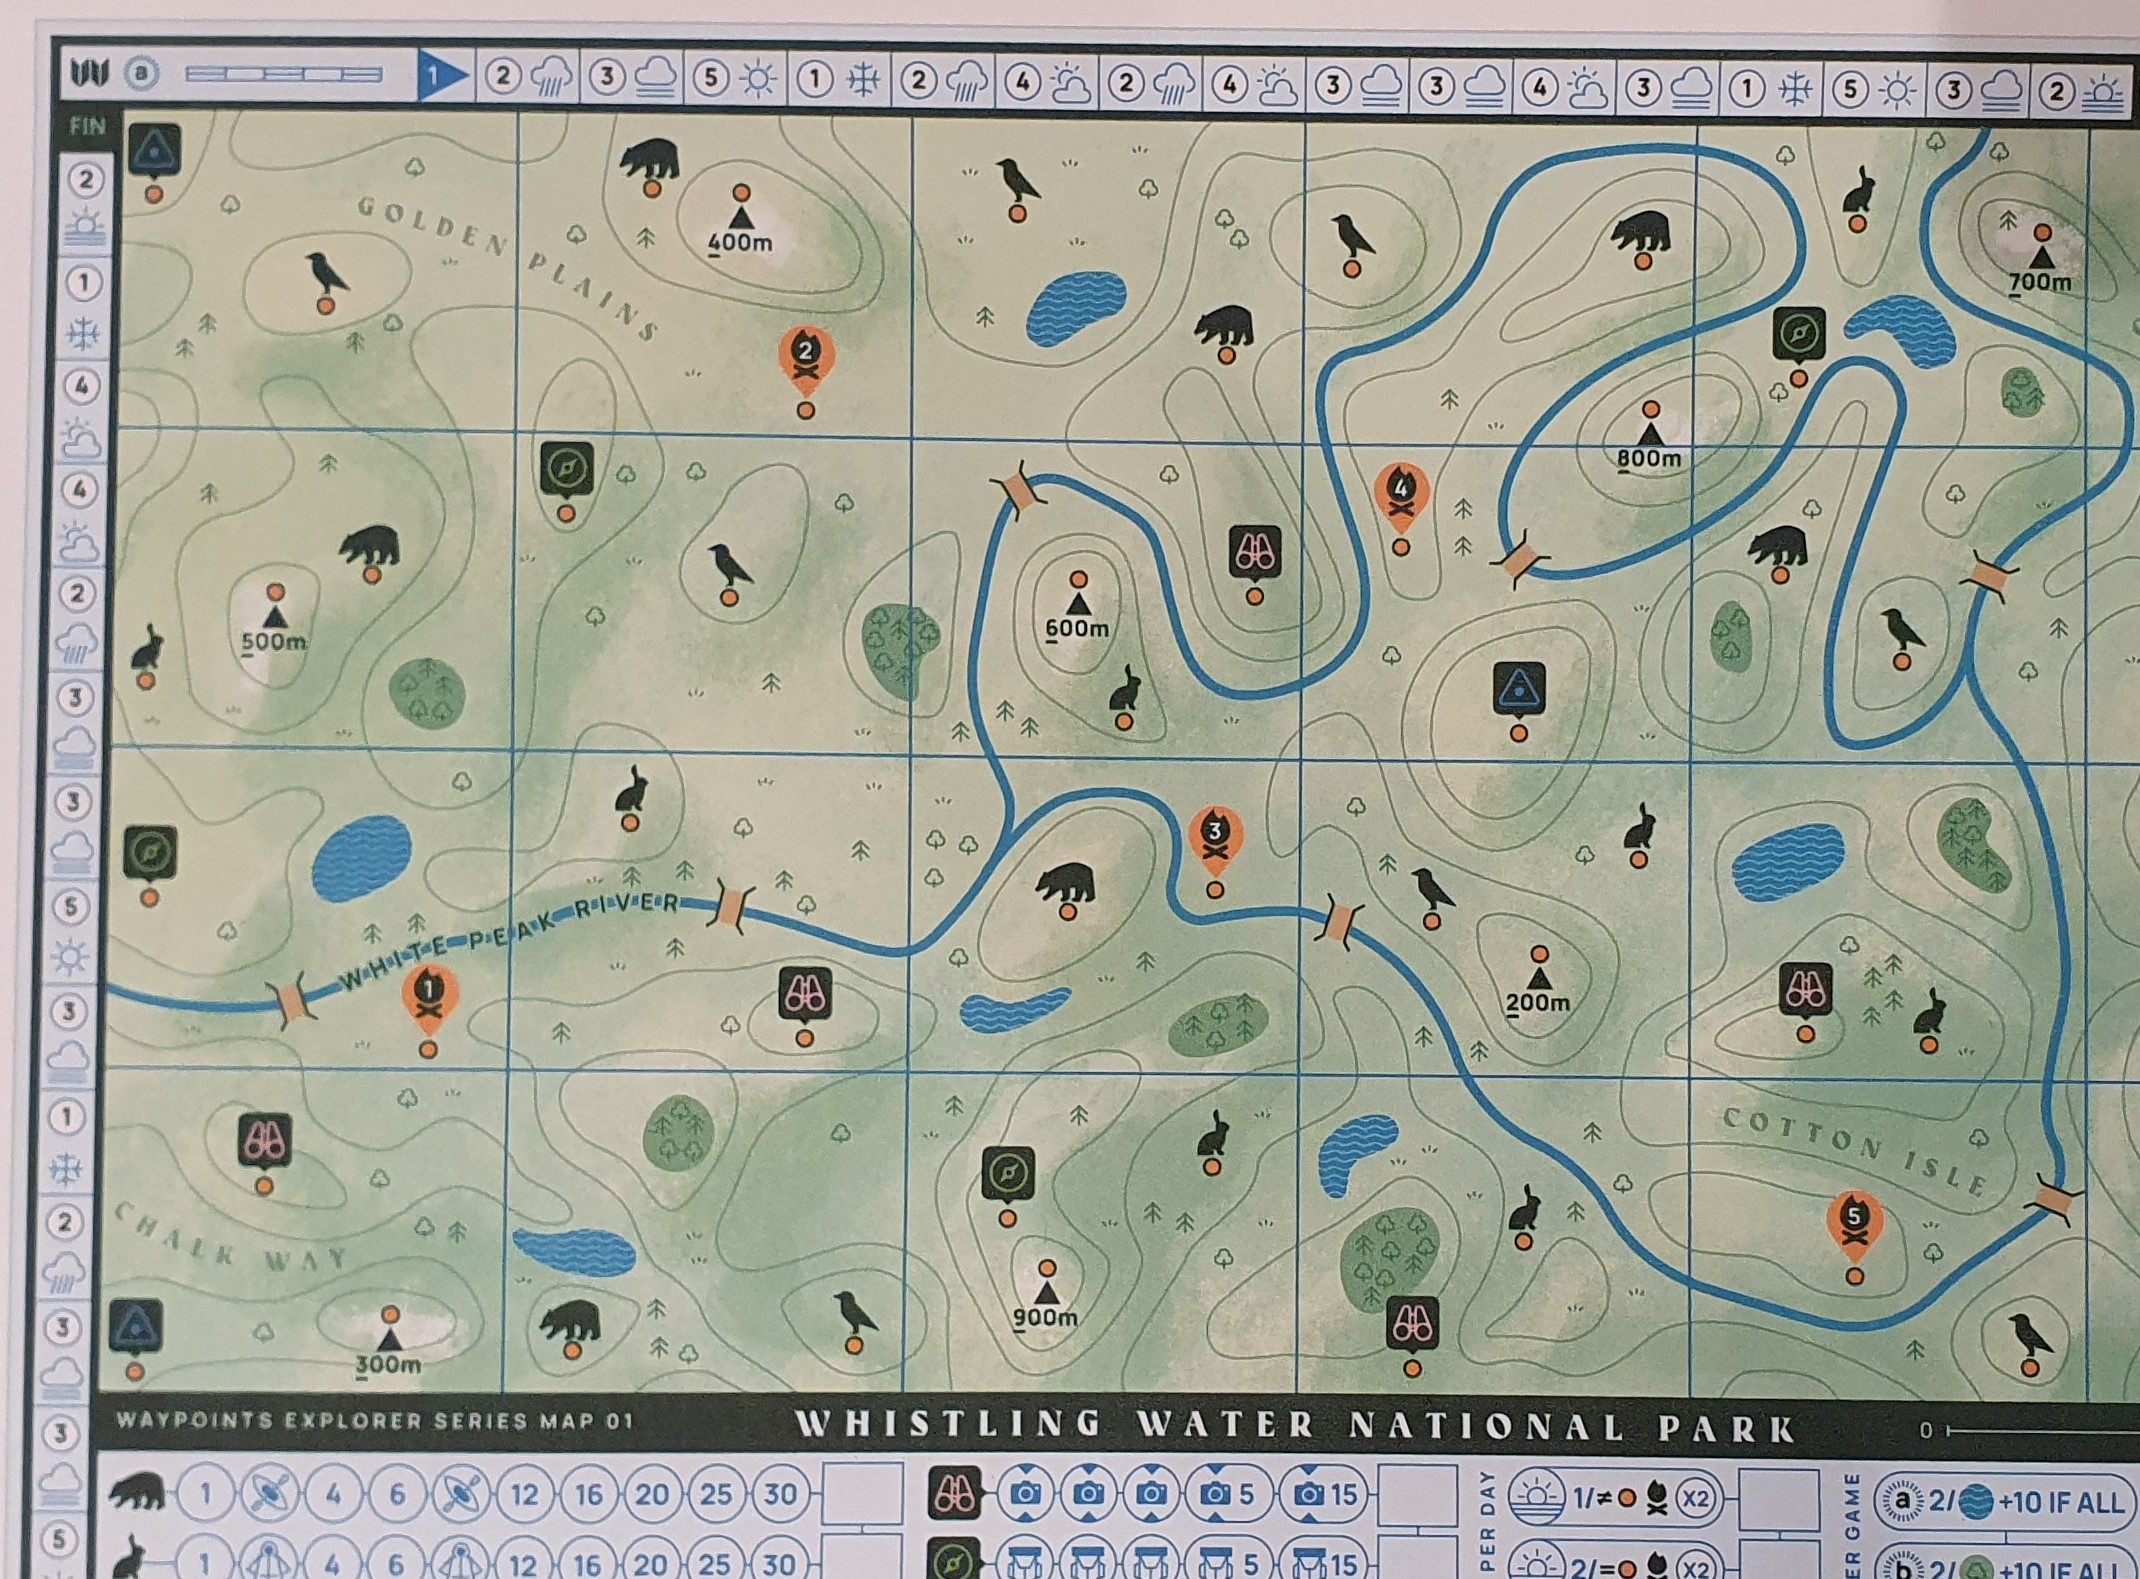 B 1 2 3 5 1 2 4 2 4 3 3 4 3 1 5 3 2
FIN
2
1
4
4
2
3
3
5
3
1
2
3
3
5
GOLDEN PLAINS
400m
700m
2
800m
4
500m
600m
3
WHITE PEAK RIVER
1
200m
COTTON ISLE
5
CHALK WAY
300m
900m
WAYPOINTS EXPLORER SERIES MAP 01
WHISTLING WATER NATIONAL PARK
0
1 4 6 12 16 20 25 30
5 15
PER DAY
1/≠ X2
ER GAME
a 2/ +10 IF ALL
1 4 6 12 16 20 25 30
5 15
2/= X2
b 2/ +10 IF ALL